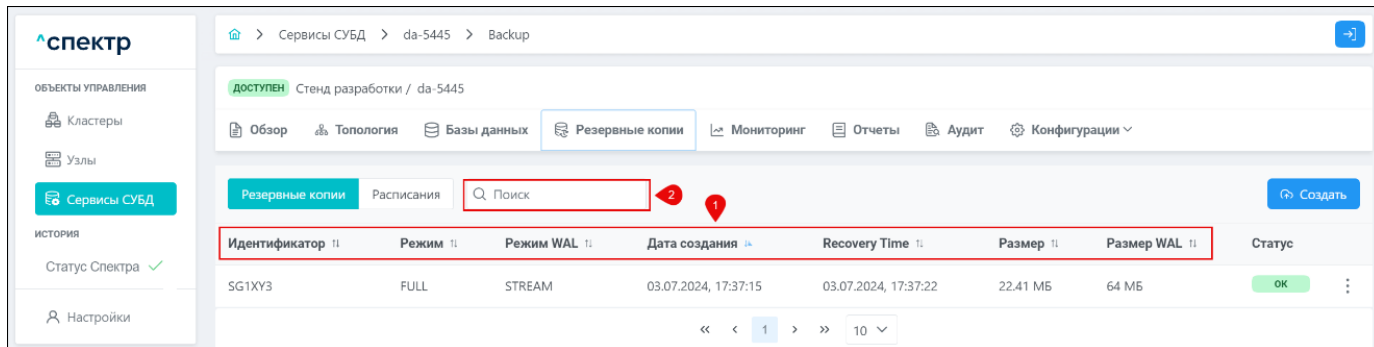 ^спектр
ОБЪЕКТЫ УПРАВЛЕНИЯ
Кластеры
Узлы
Сервисы СУБД
ИСТОРИЯ
Статус Спектра
Настройки
> Сервисы СУБД > da-5445 > Backup
ДОСТУПЕН Стенд разработки / da-5445
Обзор Топология Базы данных Резервные копии Мониторинг Отчеты Аудит Конфигурации
Резервные копии Расписания Поиск 2 1 Создать
Идентификатор Режим Режим WAL Дата создания Recovery Time Размер Размер WAL Статус
SG1XY3 FULL STREAM 03.07.2024, 17:37:15 03.07.2024, 17:37:22 22.41 МБ 64 МБ ОК
« < 1 > » 10